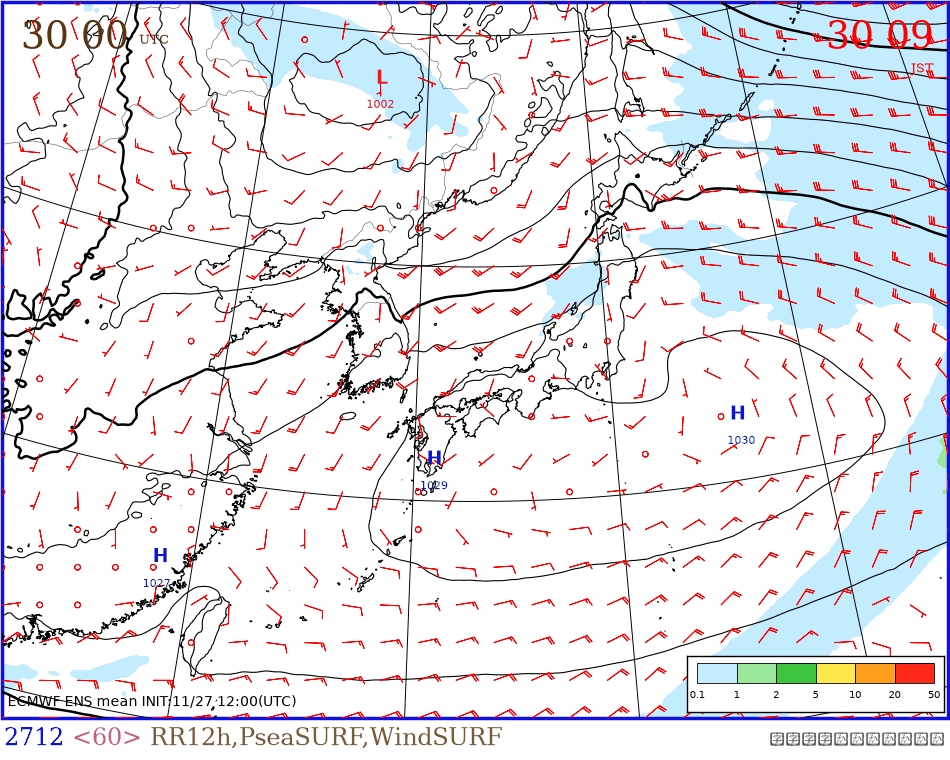 30 00 UTC
30 09
JST
L
1002
H
1030
H
1029
H
1027
0.1 1 2 5 10 20 50
ECMWF ENS mean INIT:11/27,12:00(UTC)
2712 <60> RR12h,PseaSURF,WindSURF